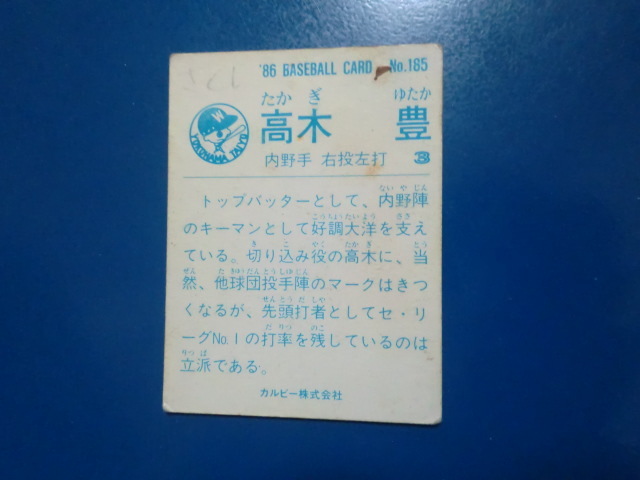 '86 BASEBALL CARD No.185
たかぎ ゆたか
高木 豊
YOKOHAMA TAIYO
内野手 右投左打 3
トップバッターとして、内野陣
のキーマンとして好調大洋を支え
ている。切り込み役の高木に、当
然、他球団投手陣のマークはきつ
くなるが、先頭打者としてセ・リ
ーグNo.1の打率を残しているのは
立派である。
カルビー株式会社